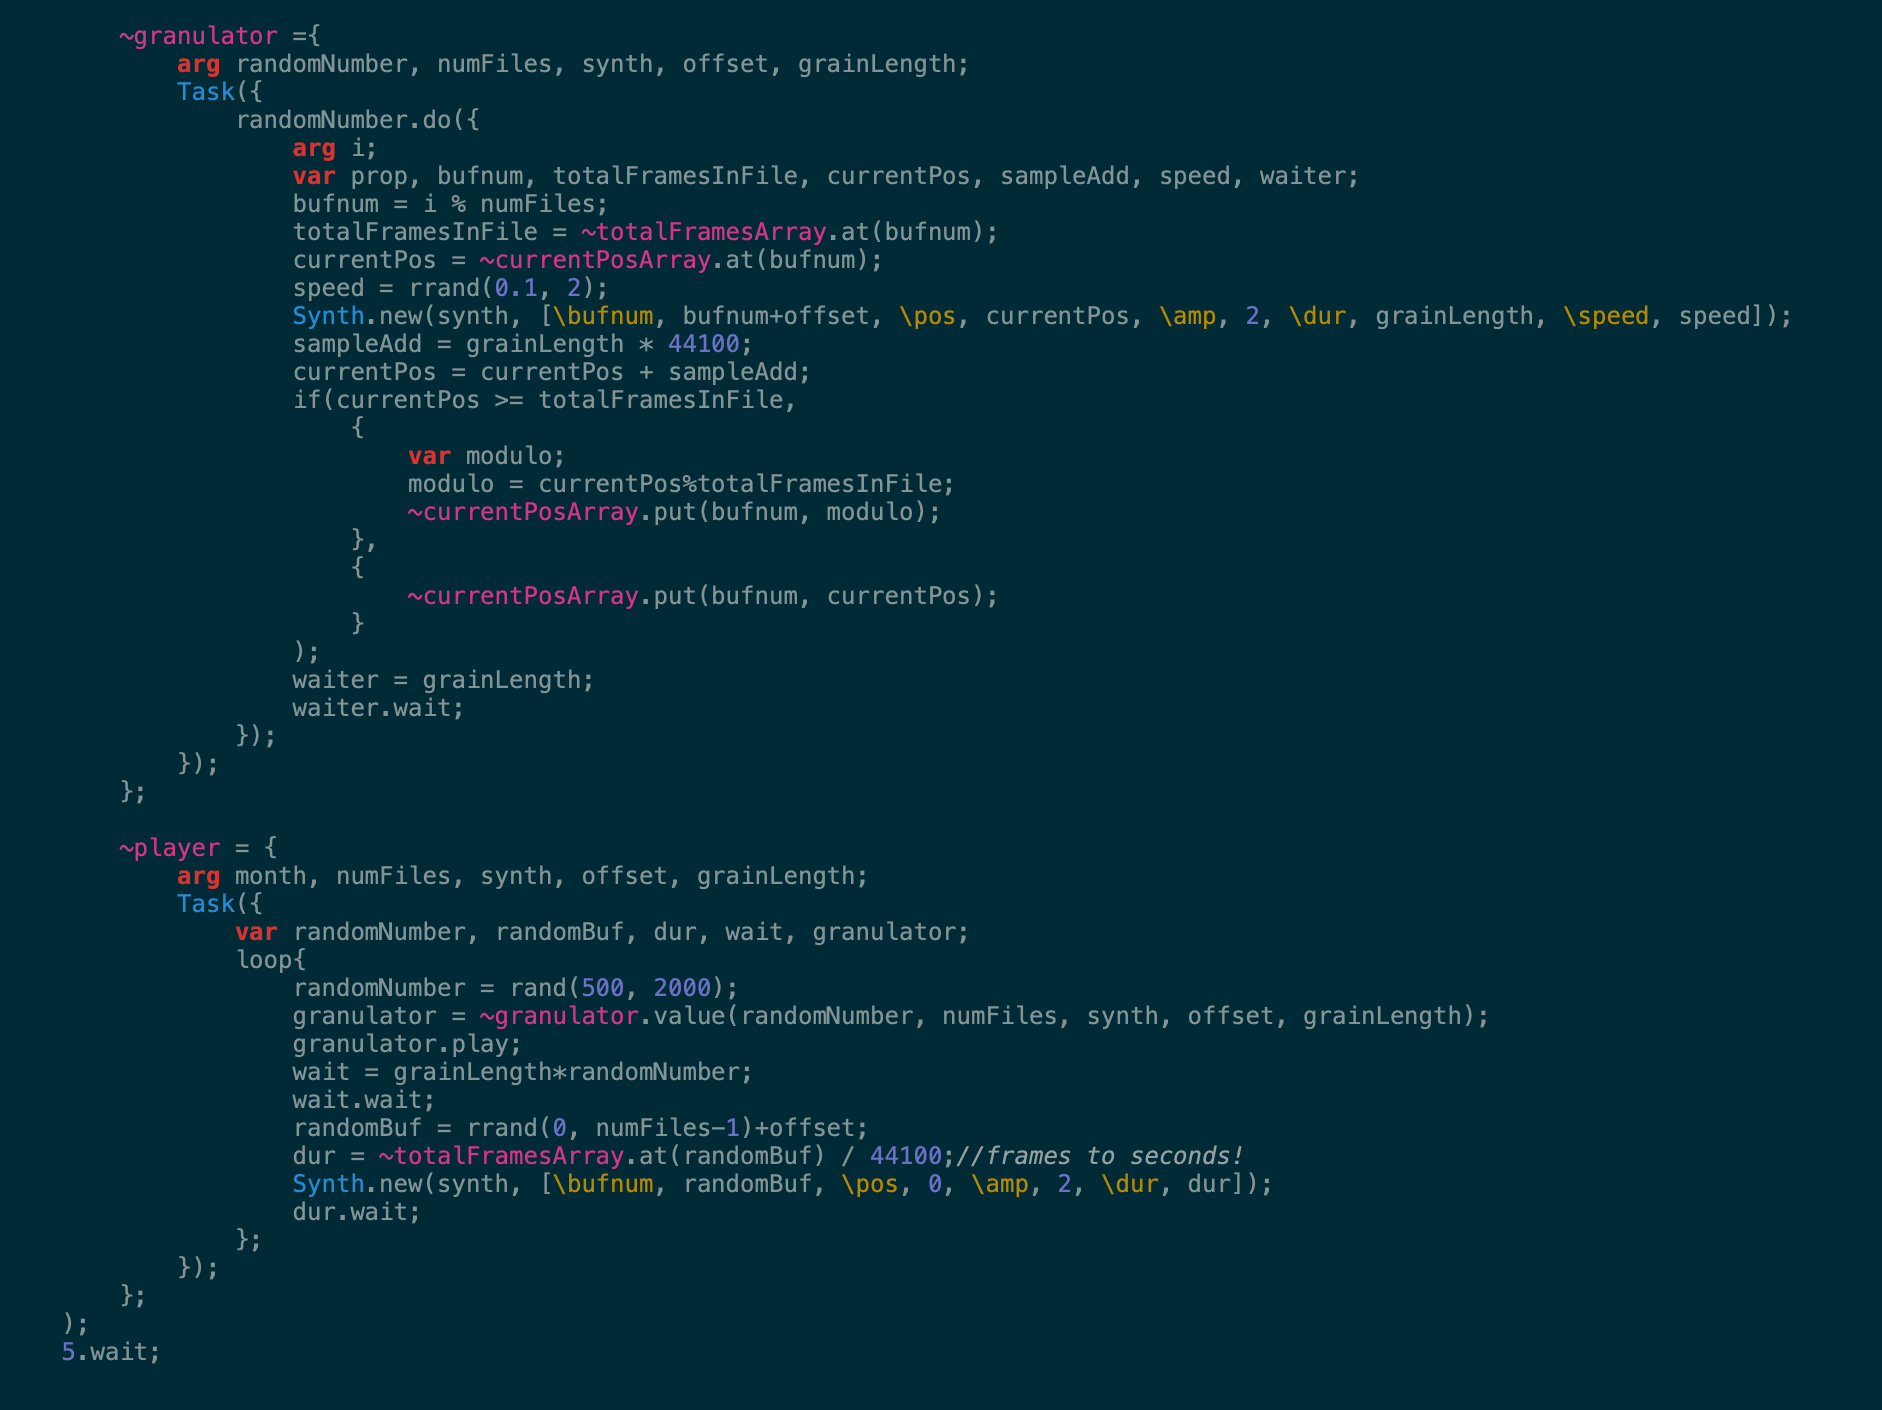 ~granulator ={
arg randomNumber, numFiles, synth, offset, grainLength;
Task({
randomNumber.do({
arg i;
var prop, bufnum, totalFramesInFile, currentPos, sampleAdd, speed, waiter;
bufnum = i % numFiles;
totalFramesInFile = ~totalFramesArray.at(bufnum);
currentPos = ~currentPosArray.at(bufnum);
speed = rrand(0.1, 2);
Synth.new(synth, [\bufnum, bufnum+offset, \pos, currentPos, \amp, 2, \dur, grainLength, \speed, speed]);
sampleAdd = grainLength * 44100;
currentPos = currentPos + sampleAdd;
if(currentPos >= totalFramesInFile,
{
var modulo;
modulo = currentPos%totalFramesInFile;
~currentPosArray.put(bufnum, modulo);
},
{
~currentPosArray.put(bufnum, currentPos);
}
);
waiter = grainLength;
waiter.wait;
});
});
};
~player = {
arg month, numFiles, synth, offset, grainLength;
Task({
var randomNumber, randomBuf, dur, wait, granulator;
loop{
randomNumber = rand(500, 2000);
granulator = ~granulator.value(randomNumber, numFiles, synth, offset, grainLength);
granulator.play;
wait = grainLength*randomNumber;
wait.wait;
randomBuf = rrand(0, numFiles-1)+offset;
dur = ~totalFramesArray.at(randomBuf) / 44100;//frames to seconds!
Synth.new(synth, [\bufnum, randomBuf, \pos, 0, \amp, 2, \dur, dur]);
dur.wait;
};
});
};
);
5.wait;